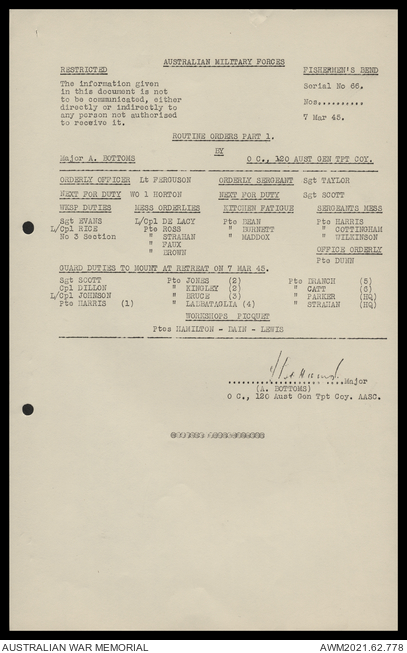 AUSTRALIAN MILITARY FORCES
RESTRICTED FISHERMEN'S BEND
The information given Serial No 66.
in this document is not
to be communicated, either Nos..........
directly or indirectly to
any person not authorised 7 Mar 45.
to receive it.
ROUTINE ORDERS PART 1.
BY
Major A. BOTTOMS O C., 120 AUST GEN TPT COY.
ORDERLY OFFICER Lt FERGUSON ORDERLY SERGEANT Sgt TAYLOR
NEXT FOR DUTY WO 1 HORTON NEXT FOR DUTY Sgt SCOTT
WKSP DUTIES MESS ORDERLIES KITCHEN FATIGUE SERGEANTS MESS
Sgt EVANS L/Cpl DE LACY Pte BEAN Pte HARRIS
L/Cpl RICE Pte ROSS " BURNETT " COTTINGHAM
No 3 Section " STRAHAN " MADDOX " WILKINSON
" FAUX OFFICE ORDERLY
" BROWN Pte DUNN
GUARD DUTIES TO MOUNT AT RETREAT ON 7 MAR 45.
Sgt SCOTT Pte JONES (2) Pte BRANCH (5)
Cpl DILLON " KINGLEY (2) " CATT (6)
L/Cpl JOHNSON " BRUCE (3) " PARKER (HQ)
Pte HARRIS (1) " LABBATAGLIA (4) " STRAHAN (HQ)
WORKSHOPS PICQUET
Ptes HAMILTON - BAIN - LEWIS
Major
(A. BOTTOMS)
O C., 120 Aust Gen Tpt Coy. AASC.
AUSTRALIAN WAR MEMORIAL AWM2021.62.778